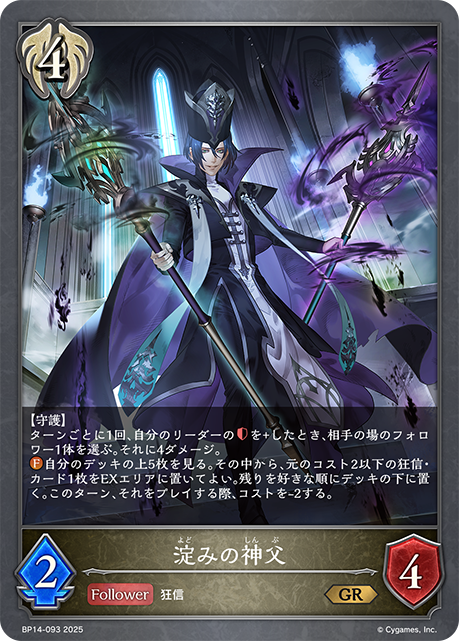 4
【守護】
ターンごとに1回、自分のリーダーの を+したとき、相手の場のフォロ
ワー1体を選ぶ。それに4ダメージ。
F自分のデッキの上5枚を見る。その中から、元のコスト2以下の狂信・
カード1枚をEXエリアに置いてよい。残りを好きな順にデッキの下に置
く。このターン、それをプレイする際、コストを-2する。
よど しんぷ
淀みの神父
2
Follower 狂信
GR
4
BP14-093 2025
© Cygames, Inc.